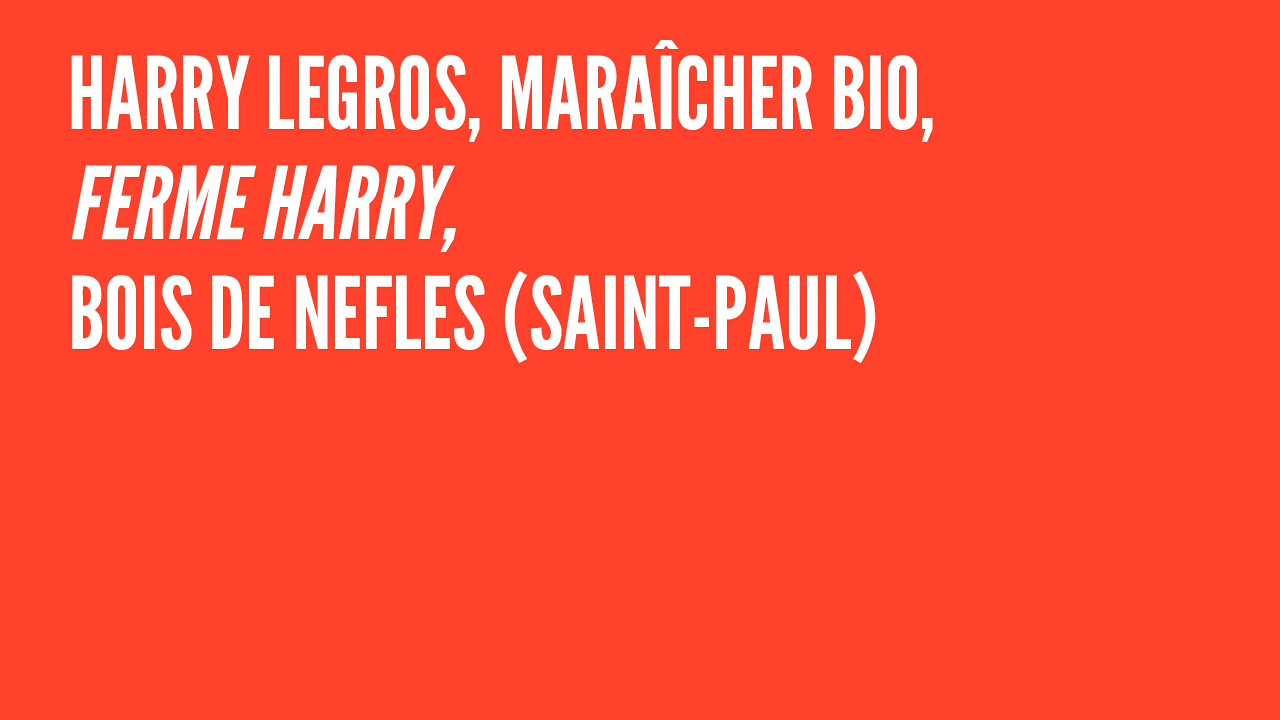 HARRY LEGROS, MARAÎCHER BIO,
FERME HARRY,
BOIS DE NEFLES (SAINT-PAUL)